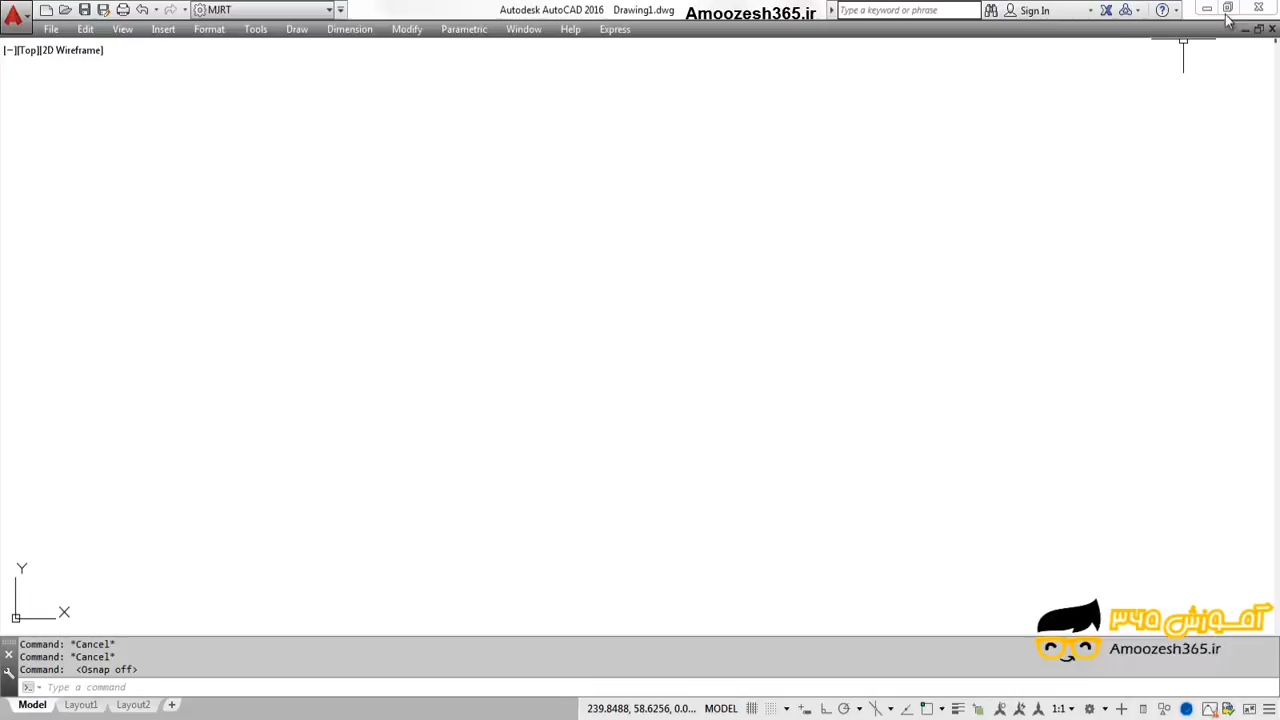 MJRT
Autodesk AutoCAD 2016 Drawing1.dwg
Amoozesh365.ir
Type a keyword or phrase
Sign In
File Edit View Insert Format Tools Draw Dimension Modify Parametric Window Help Express
[−][Top][2D Wireframe]
Y
X
Command: *Cancel*
Command: *Cancel*
Command: <Osnap off>
Type a command
آموزش ۳۶۵
Amoozesh365.ir
Model Layout1 Layout2 +
239.8488, 58.6256, 0.0... MODEL 1:1